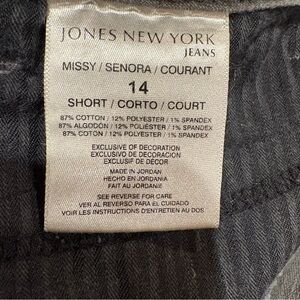 JONES NEW YORK
JEANS
MISSY / SENORA / COURANT
14
SHORT / CORTO / COURT
87% COTTON / 12% POLYESTER / 1% SPANDEX
87% ALGODÓN / 12% POLIÉSTER / 1% SPANDEX
87% COTON / 12% POLYESTER / 1% SPANDEX
EXCLUSIVE OF DECORATION
EXCLUSIVO DE DECORACION
EXCLUSIF DE DÉCOR
MADE IN JORDAN
HECHO EN JORDANIA
FAIT AU JORDANIE
SEE REVERSE FOR CARE
VER AL REVERSO PARA EL CUIDADO
VOIR LES INSTRUCTIONS D'ENTRETIEN AU DOS